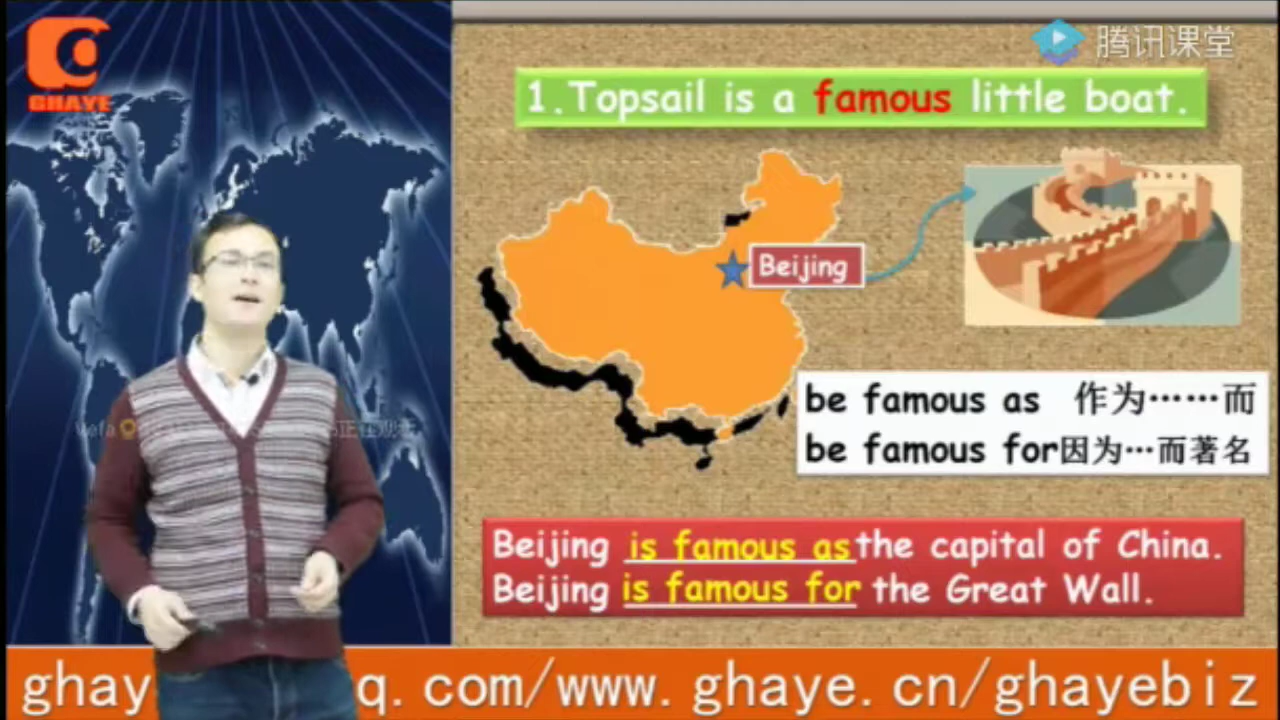 GHAYE
腾讯课堂
1.Topsail is a famous little boat.
Beijing
be famous as 作为……而
be famous for因为…而著名
Beijing is famous as the capital of China.
Beijing is famous for the Great Wall.
ghay q.com/www.ghaye.cn/ghayebiz